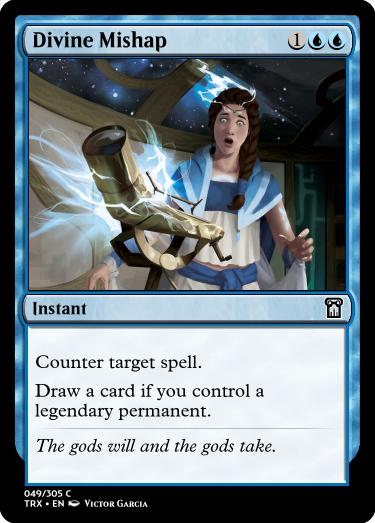 Divine Mishap 1
Instant
Counter target spell.
Draw a card if you control a
legendary permanent.
The gods will and the gods take.
049/305 C
TRX • EN Victor Garcia